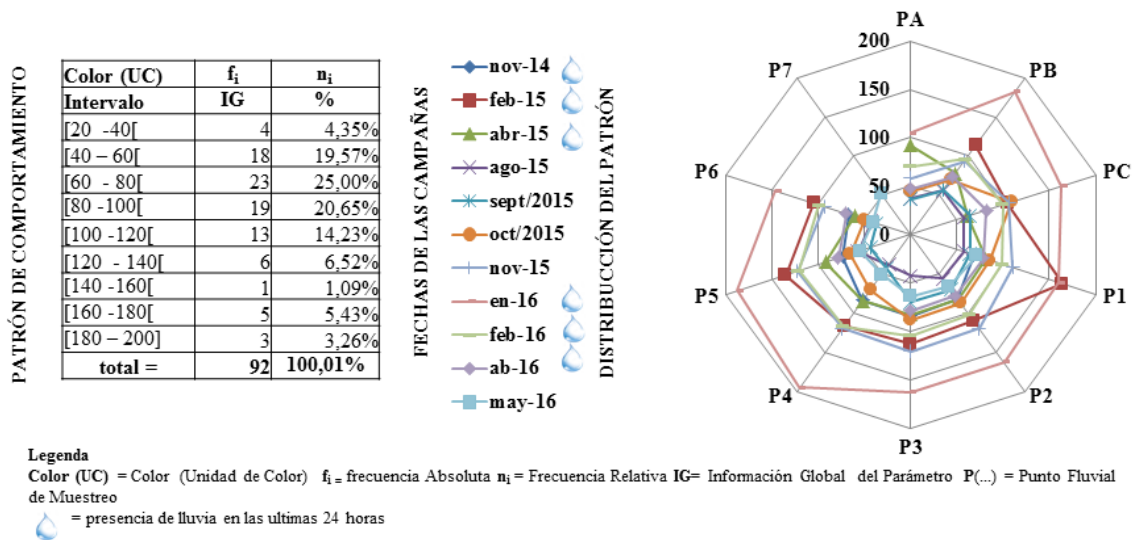 PATRÓN DE COMPORTAMIENTO
Color (UC) fi ni
Intervalo IG %
[20 -40[ 4 4,35%
[40 – 60[ 18 19,57%
[60 - 80[ 23 25,00%
[80 -100[ 19 20,65%
[100 -120[ 13 14,23%
[120 - 140[ 6 6,52%
[140 -160[ 1 1,09%
[160 -180[ 5 5,43%
[180 – 200] 3 3,26%
total = 92 100,01%
FECHAS DE LAS CAMPAÑAS
nov-14
feb-15
abr-15
ago-15
sept/2015
oct/2015
nov-15
en-16
feb-16
ab-16
may-16
DISTRIBUCCIÓN DEL PATRÓN
PA
PB
PC
P1
P2
P3
P4
P5
P6
P7
200
150
100
50
0
Legenda
Color (UC) = Color (Unidad de Color) fi = frecuencia Absoluta ni = Frecuencia Relativa IG= Información Global del Parámetro P(...) = Punto Fluvial
de Muestreo
= presencia de lluvia en las ultimas 24 horas